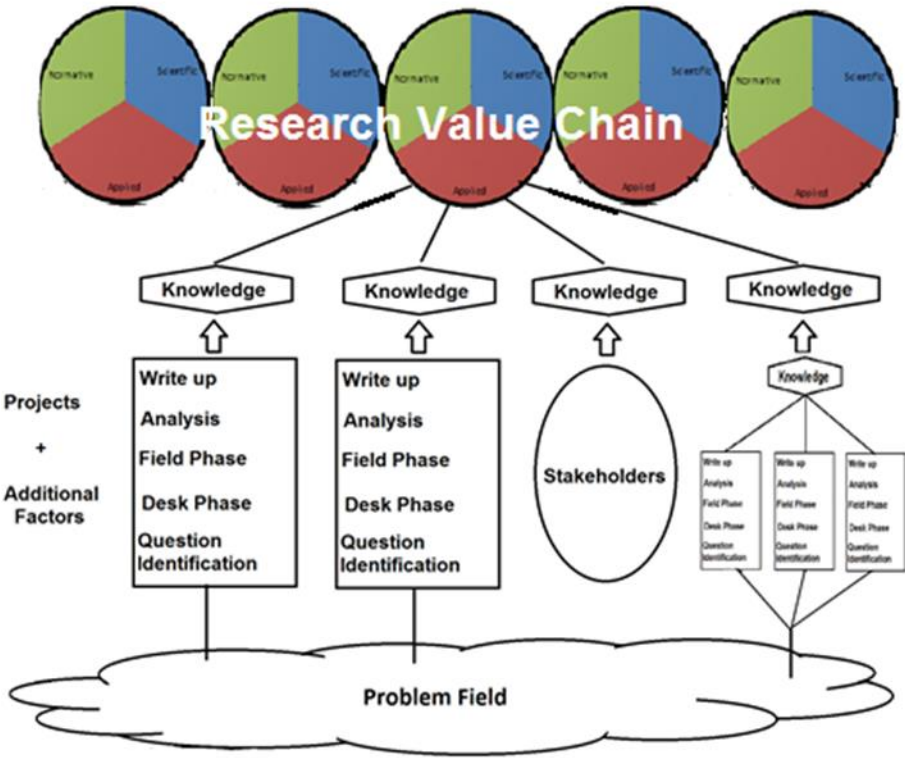 Normative Scientific Normative Scientific Normative Scientific Normative Scientific Normative Scientific
Research Value Chain
Applied Applied Applied Applied Applied
Knowledge Knowledge Knowledge Knowledge
Knowledge
Projects
+
Additional
Factors
Write up
Analysis
Field Phase
Desk Phase
Question
Identification
Write up
Analysis
Field Phase
Desk Phase
Question
Identification
Stakeholders
Write up
Analysis
Field Phase
Desk Phase
Question
Identification
Write up
Analysis
Field Phase
Desk Phase
Question
Identification
Write up
Analysis
Field Phase
Desk Phase
Question
Identification
Problem Field